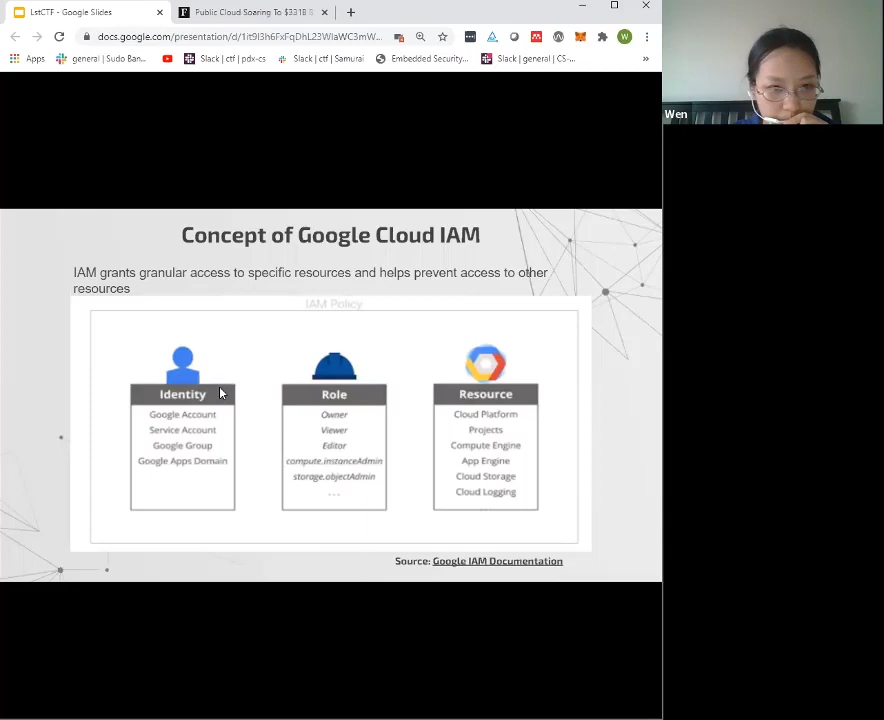 LstCTF - Google Slides
Public Cloud Soaring To $331B
docs.google.com/presentation/d/
W
Apps
general | Sudo Ban...
Slack | ctf | pdx-cs
Slack | ctf | Samurai
Embedded Security...
Slack | general | CS-...
»
Wen
Concept of Google Cloud IAM
IAM grants granular access to specific resources and helps prevent access to other
resources
IAM Policy
Identity
Google Account
Service Account
Google Group
Google Apps Domain
Role
Owner
Viewer
Editor
compute.instanceAdmin
storage.objectAdmin
...
Resource
Cloud Platform
Projects
Compute Engine
App Engine
Cloud Storage
Cloud Logging
Source: Google IAM Documentation